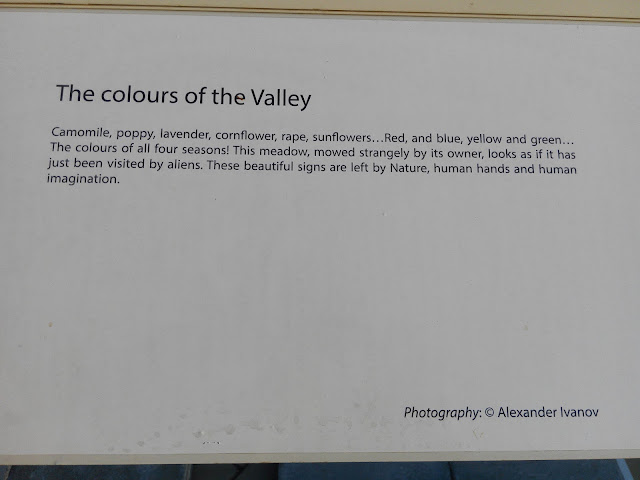 The colours of the Valley
Camomile, poppy, lavender, cornflower, rape, sunflowers...Red, and blue, yellow and green...
The colours of all four seasons! This meadow, mowed strangely by its owner, looks as if it has
just been visited by aliens. These beautiful signs are left by Nature, human hands and human
imagination.
Photography: © Alexander Ivanov